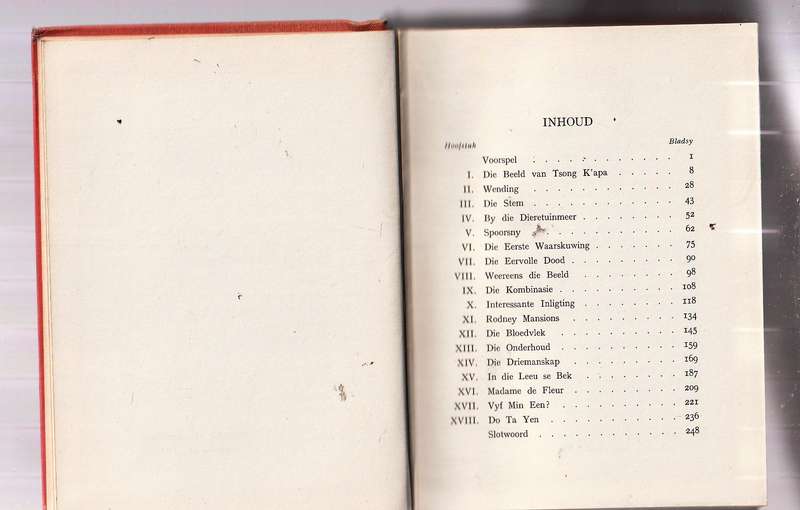 INHOUD
Hoofstuk Bladsy
Voorspel . . . . . . . . . . . . 1
I. Die Beeld van Tsong K'apa . . . . . 8
II. Wending . . . . . . . . . . . 28
III. Die Stem . . . . . . . . . . . 43
IV. By die Dieretuinmeer . . . . . . . . 52
V. Spoorsny . . . . . . . . . . . 62
VI. Die Eerste Waarskuwing . . . . . . . 75
VII. Die Eervolle Dood . . . . . . . . . 90
VIII. Weereens die Beeld . . . . . . . . 98
IX. Die Kombinasie . . . . . . . . . . 108
X. Interessante Inligting . . . . . . . . 118
XI. Rodney Mansions . . . . . . . . . 134
XII. Die Bloedvlek . . . . . . . . . . 145
XIII. Die Onderhoud . . . . . . . . . . 159
XIV. Die Driemanskap . . . . . . . . . 169
XV. In die Leeu se Bek . . . . . . . . 187
XVI. Madame de Fleur . . . . . . . . . 209
XVII. Vyf Min Een? . . . . . . . . . . 221
XVIII. Do Ta Yen . . . . . . . . . . . 236
Slotwoord . . . . . . . . . . . . 248